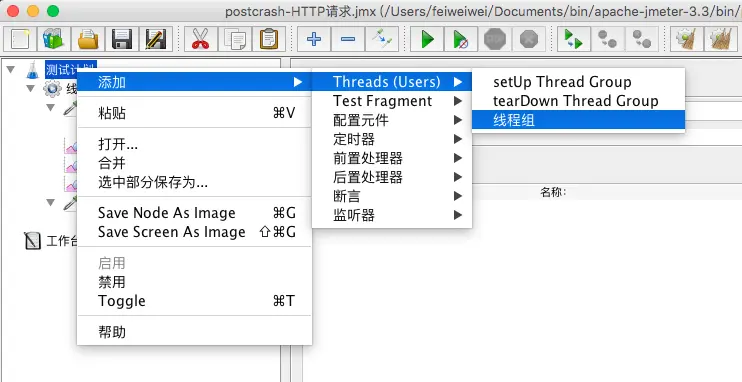 postcrash-HTTP请求.jmx (/Users/feiweiwei/Documents/bin/apache-jmeter-3.3/bin/p
测试计划
线
工作台
添加
粘贴 ⌘V
打开...
合并
选中部分保存为...
Save Node As Image ⌘G
Save Screen As Image ⇧⌘G
启用
禁用
Toggle ⌘T
帮助
Threads (Users)
Test Fragment
配置元件
定时器
前置处理器
后置处理器
断言
监听器
setUp Thread Group
tearDown Thread Group
线程组
名称: